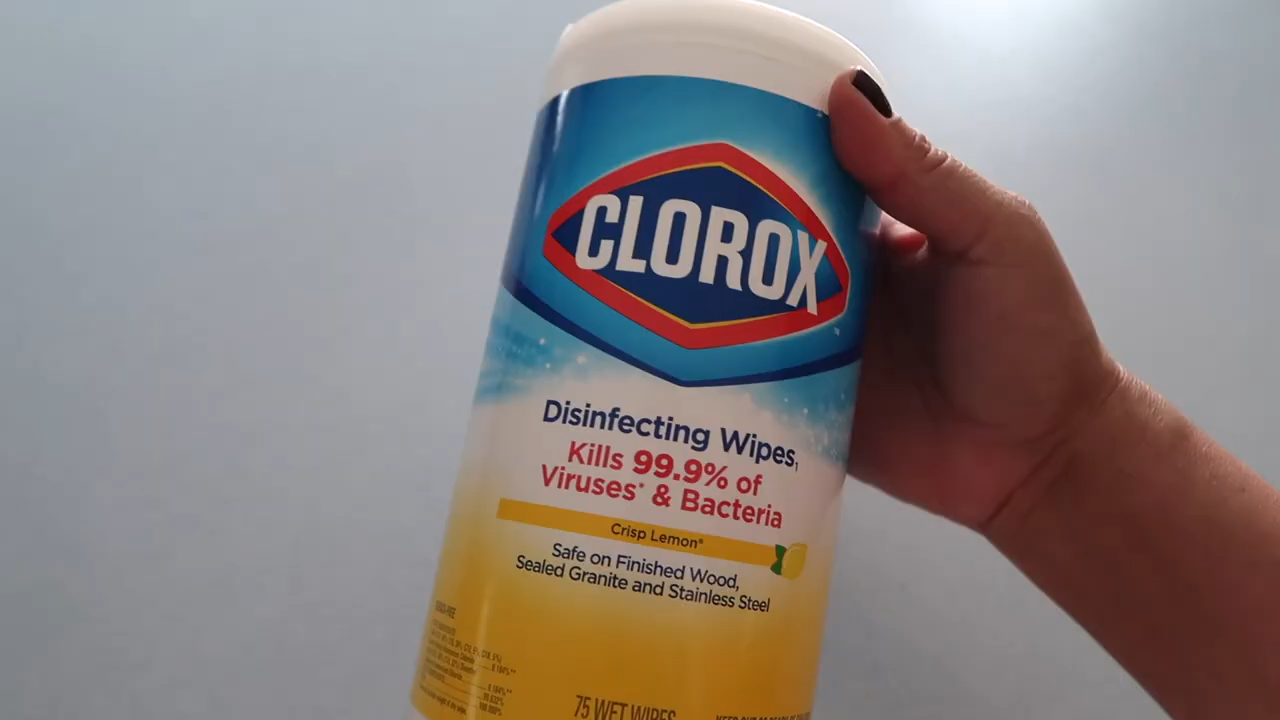 CLOROX
Disinfecting Wipes,
Kills 99.9% of
Viruses* & Bacteria
Crisp Lemon®
Safe on Finished Wood,
Sealed Granite and Stainless Steel
75 WET WIPES